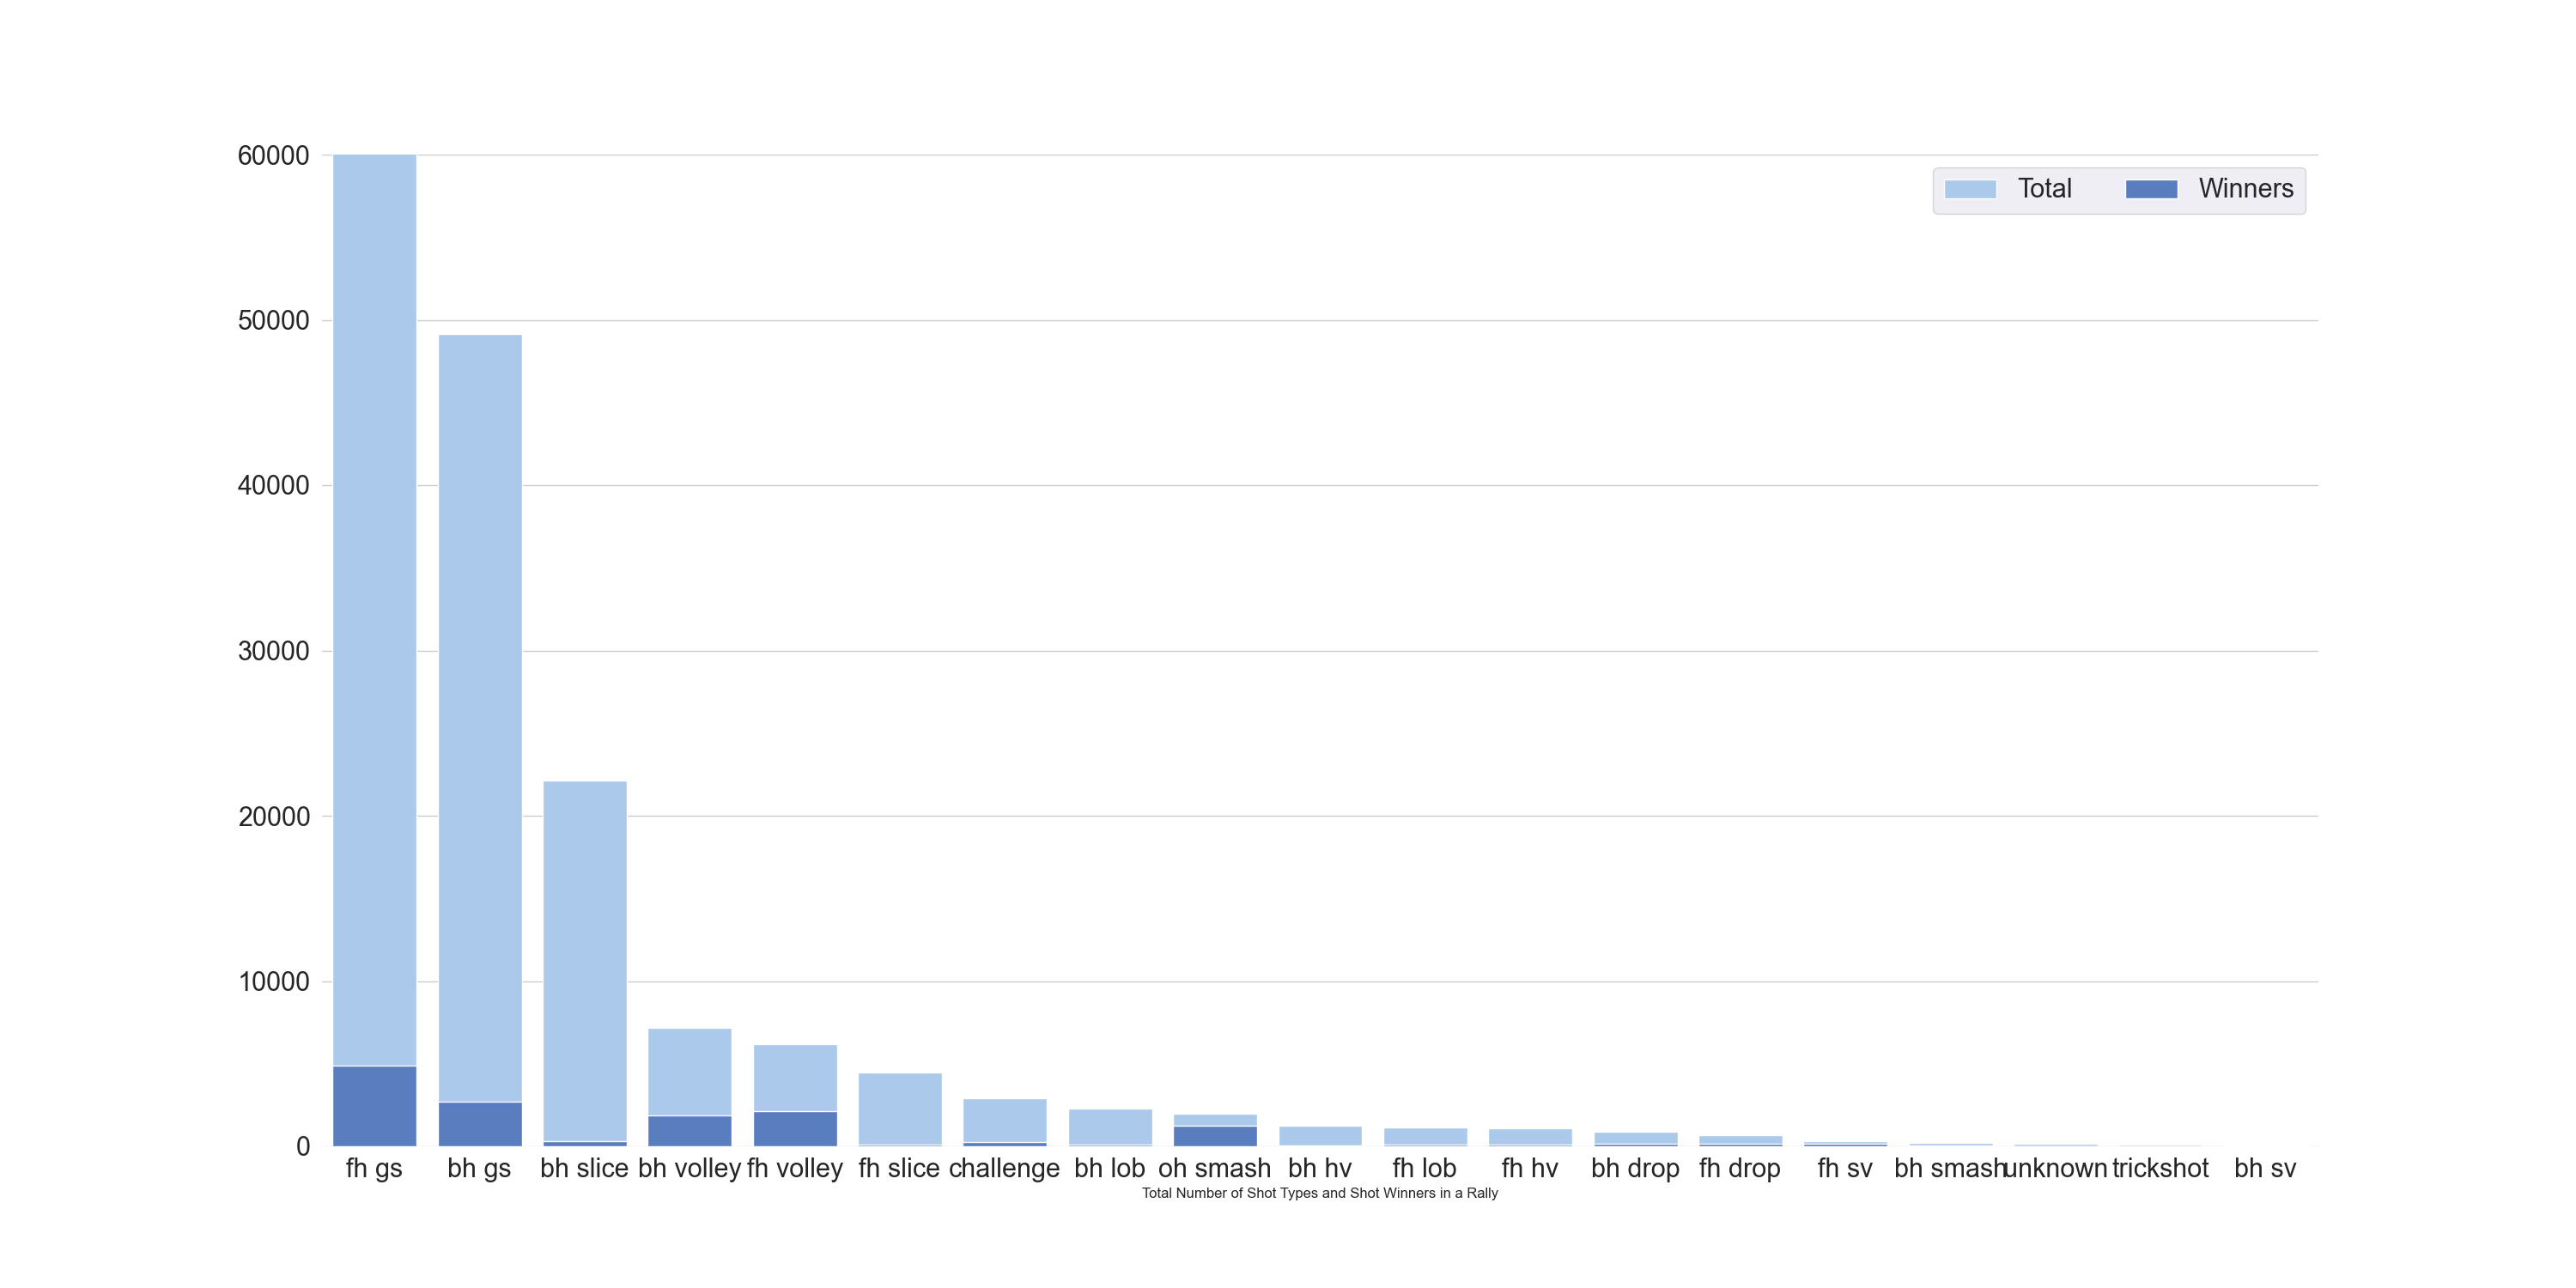 60000
Total Winners
50000
40000
30000
20000
10000
0
fh gs bh gs bh slice bh volley fh volley fh slice challenge bh lob oh smash bh hv fh lob fh hv bh drop fh drop fh sv bh smash unknown trickshot bh sv
Total Number of Shot Types and Shot Winners in a Rally